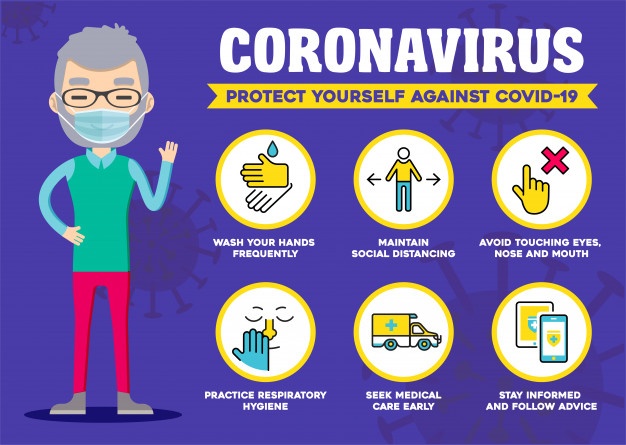 CORONAVIRUS
PROTECT YOURSELF AGAINST COVID-19
WASH YOUR HANDS
FREQUENTLY
MAINTAIN
SOCIAL DISTANCING
AVOID TOUCHING EYES,
NOSE AND MOUTH
PRACTICE RESPIRATORY
HYGIENE
SEEK MEDICAL
CARE EARLY
STAY INFORMED
AND FOLLOW ADVICE